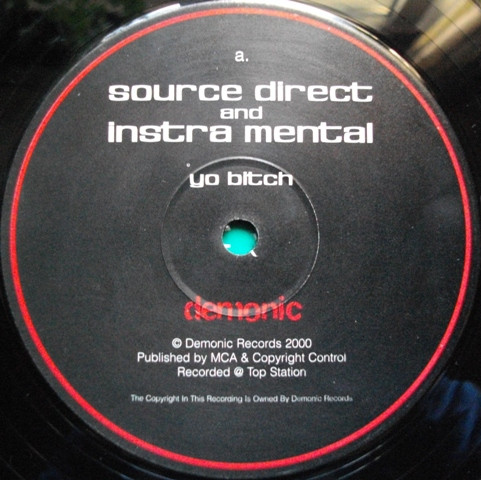 a.
source direct
and
instra mental
yo bitch
demonic
© Demonic Records 2000
Published by MCA & Copyright Control
Recorded @ Top Station
The Copyright In This Recording Is Owned By Demonic Records